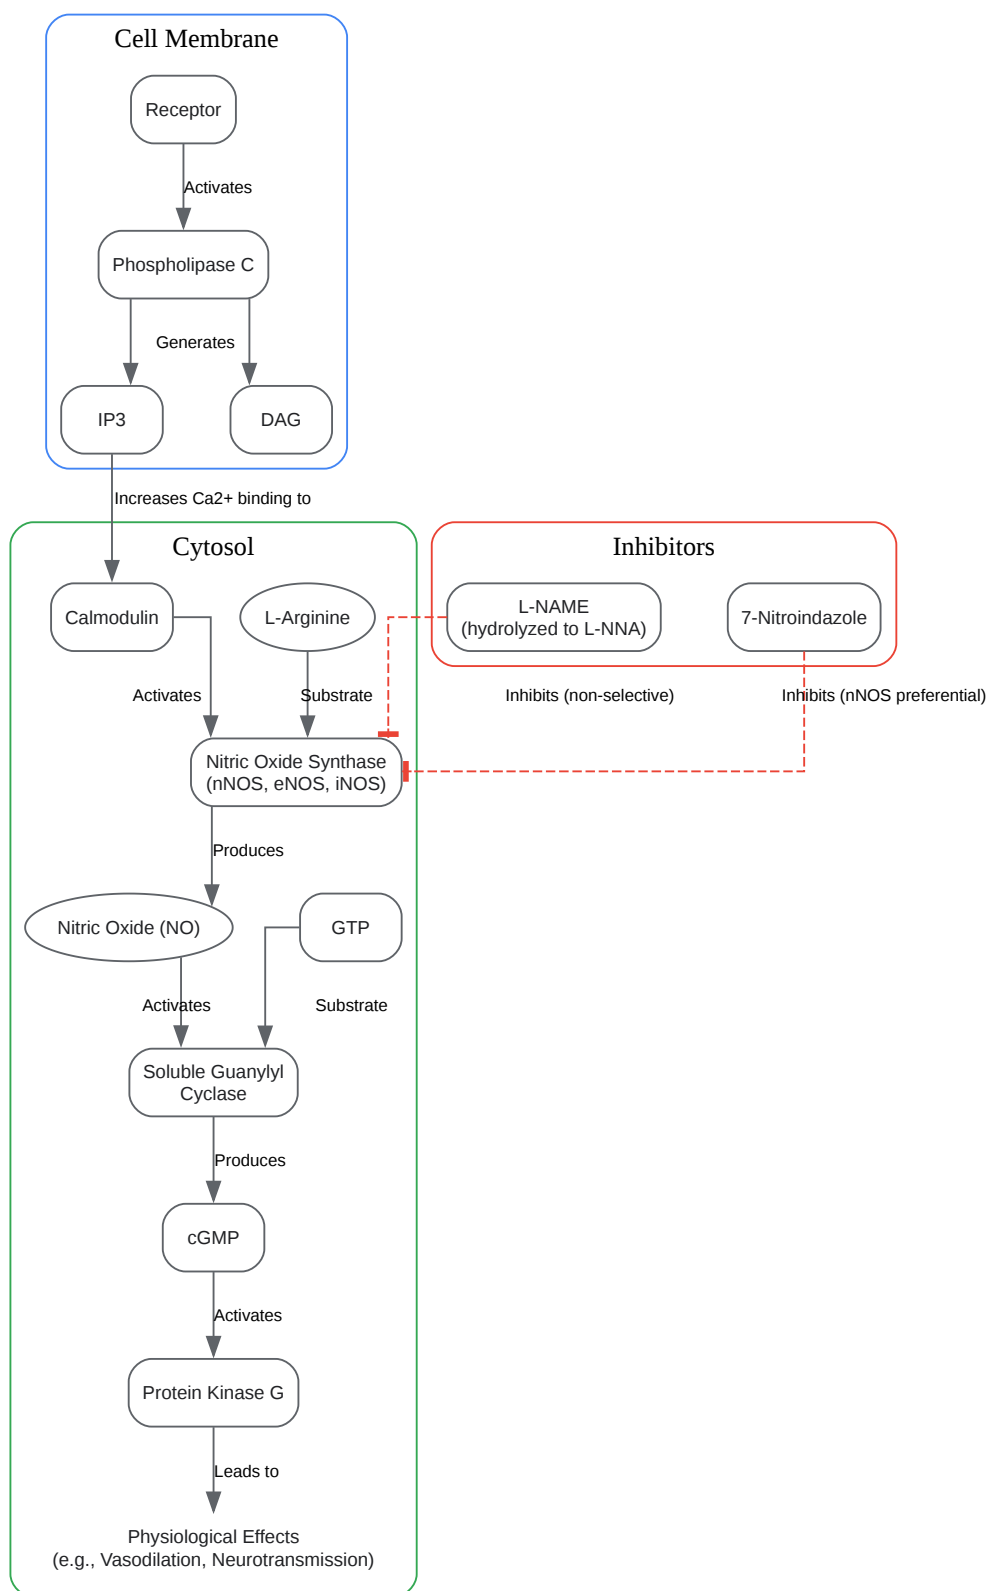 Cell Membrane
Receptor
Activates
Phospholipase C
Generates
IP3
DAG
Increases Ca2+ binding to
Cytosol
Inhibitors
Calmodulin
L-Arginine
L-NAME
(hydrolyzed to L-NNA)
7-Nitroindazole
Activates
Substrate
Inhibits (non-selective)
Inhibits (nNOS preferential)
Nitric Oxide Synthase
(nNOS, eNOS, iNOS)
Produces
Nitric Oxide (NO)
GTP
Activates
Substrate
Soluble Guanylyl
Cyclase
Produces
cGMP
Activates
Protein Kinase G
Leads to
Physiological Effects
(e.g., Vasodilation, Neurotransmission)